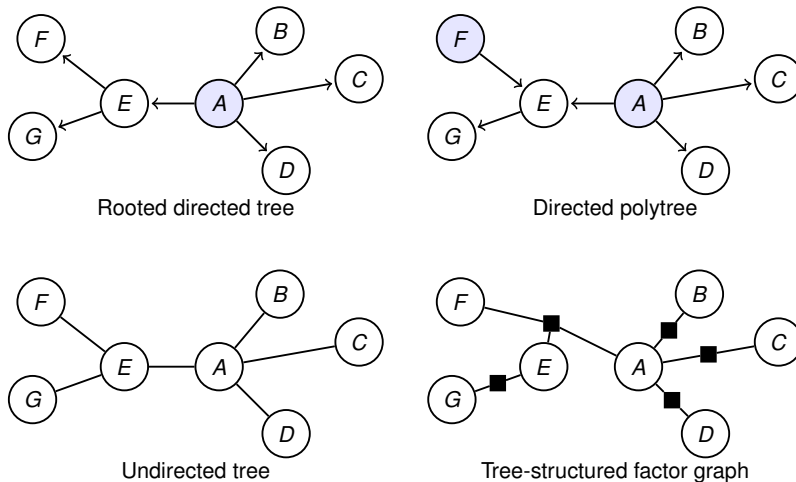 F B
E A C
G D
Rooted directed tree
F B
E A C
G D
Directed polytree
F B
E A C
G D
Undirected tree
F B
E A C
G D
Tree-structured factor graph